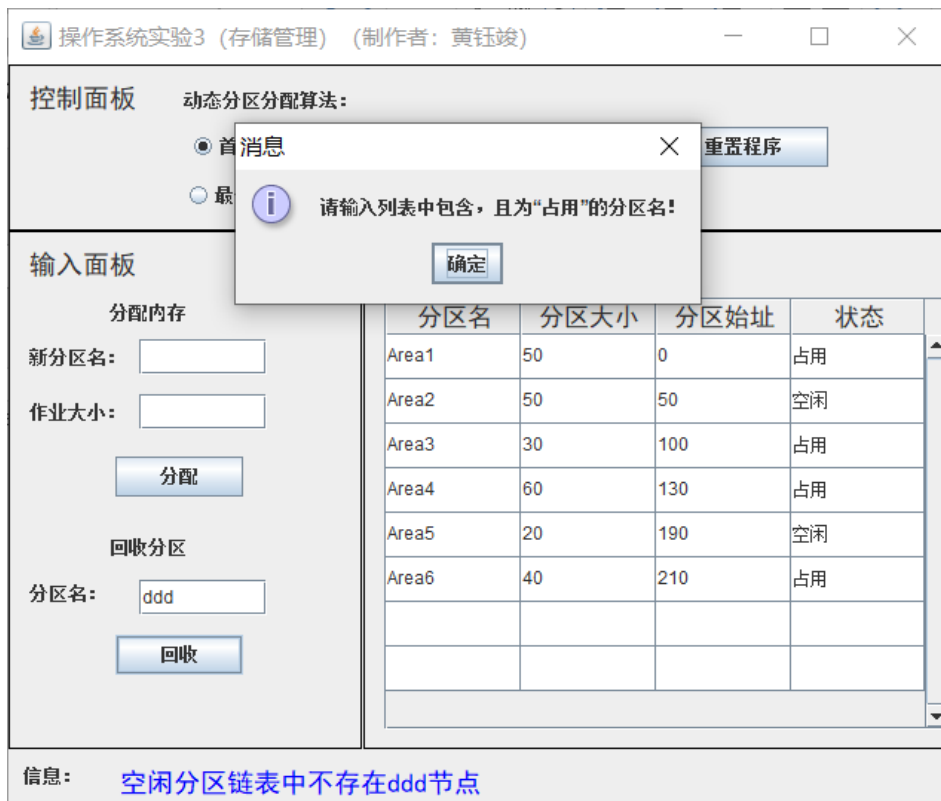 操作系统实验3（存储管理）（制作者：黄钰竣）
控制面板
动态分区分配算法：
首
最
重置程序
消息
请输入列表中包含，且为“占用”的分区名！
确定
输入面板
分配内存
新分区名：
作业大小：
分配
回收分区
分区名： ddd
回收
分区名 分区大小 分区始址 状态
Area1 50 0 占用
Area2 50 50 空闲
Area3 30 100 占用
Area4 60 130 占用
Area5 20 190 空闲
Area6 40 210 占用
信息： 空闲分区链表中不存在ddd节点